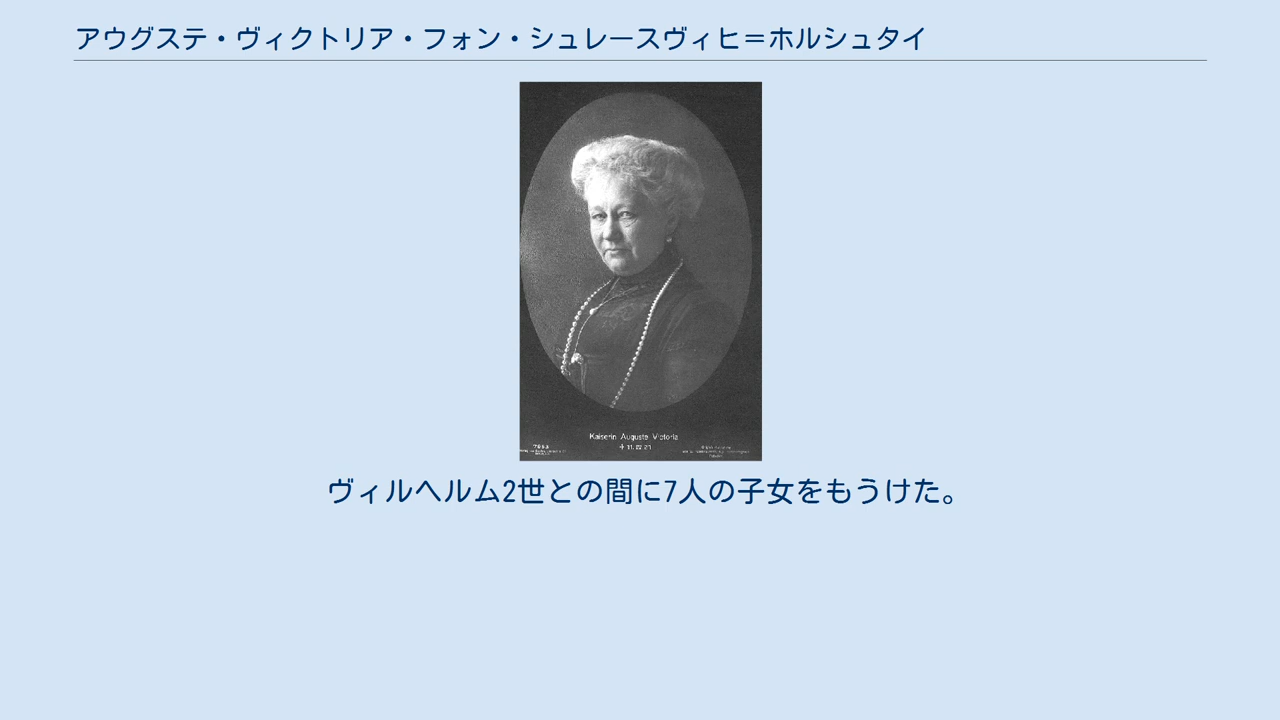 アウグステ・ヴィクトリア・フォン・シュレースヴィヒ＝ホルシュタイ
Kaiserin Auguste Victoria
ヴィルヘルム2世との間に7人の子女をもうけた。